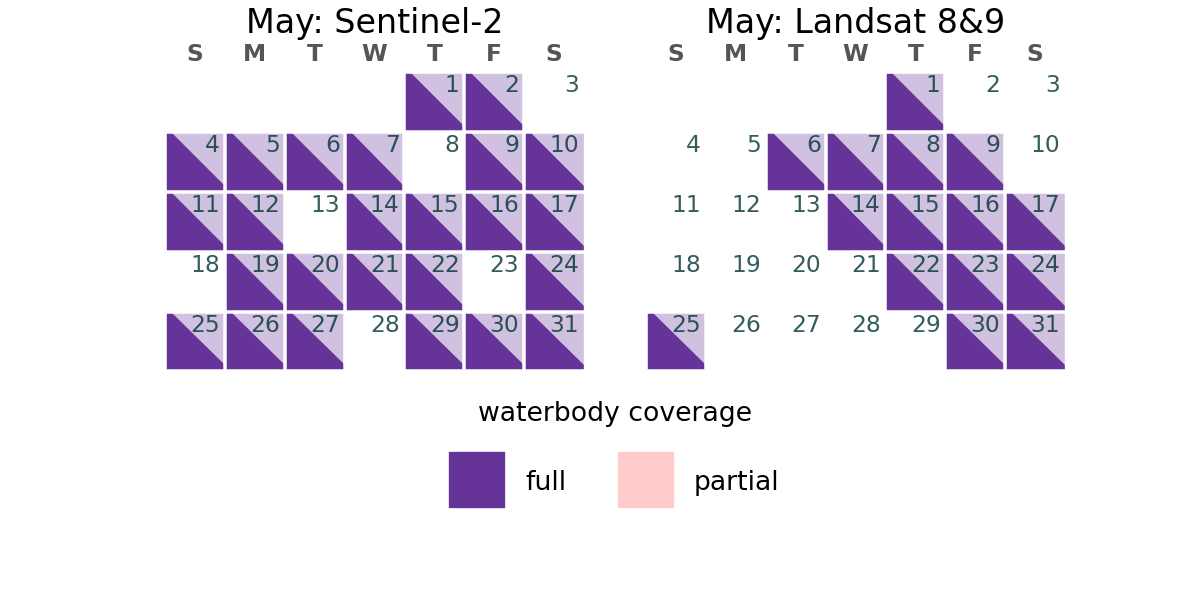 May: Sentinel-2
S M T W T F S
1 2 3
4 5 6 7 8 9 10
11 12 13 14 15 16 17
18 19 20 21 22 23 24
25 26 27 28 29 30 31
May: Landsat 8&9
S M T W T F S
1 2 3
4 5 6 7 8 9 10
11 12 13 14 15 16 17
18 19 20 21 22 23 24
25 26 27 28 29 30 31
waterbody coverage
full partial